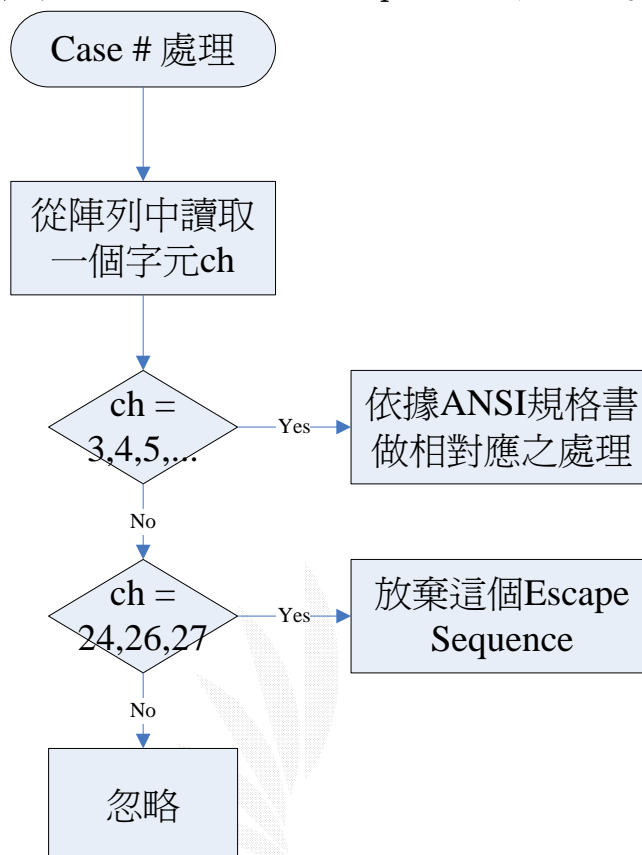 Case # 處理
從陣列中讀取
一個字元ch
ch =
3,4,5,...
Yes
依據ANSI規格書
做相對應之處理
No
ch =
24,26,27
Yes
放棄這個Escape
Sequence
No
忽略